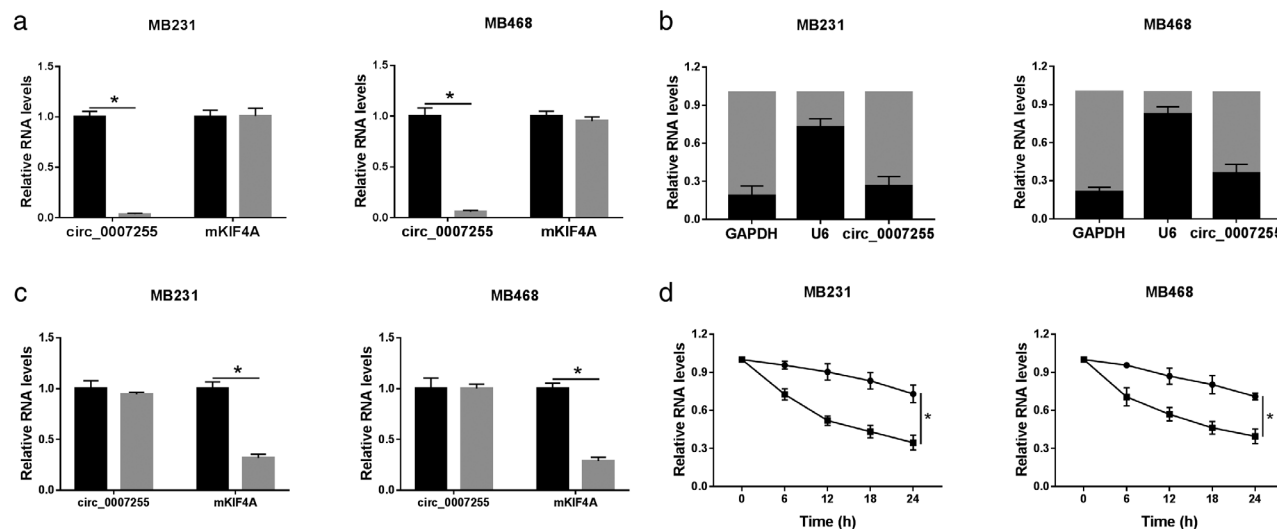 a
MB231
Relative RNA levels
1.5
1.0
0.5
0.0
*
circ_0007255
mKIF4A
MB468
Relative RNA levels
1.5
1.0
0.5
0.0
*
circ_0007255
mKIF4A
b
MB231
Relative RNA levels
1.2
0.9
0.6
0.3
0.0
GAPDH
U6
circ_0007255
MB468
Relative RNA levels
1.2
0.9
0.6
0.3
0.0
GAPDH
U6
circ_0007255
c
MB231
Relative RNA levels
1.5
1.0
0.5
0.0
*
circ_0007255
mKIF4A
MB468
Relative RNA levels
1.5
1.0
0.5
0.0
*
circ_0007255
mKIF4A
d
MB231
Relative RNA levels
1.2
0.9
0.6
0.3
0.0
*
0 6 12 18 24
Time (h)
MB468
Relative RNA levels
1.2
0.9
0.6
0.3
0.0
*
0 6 12 18 24
Time (h)